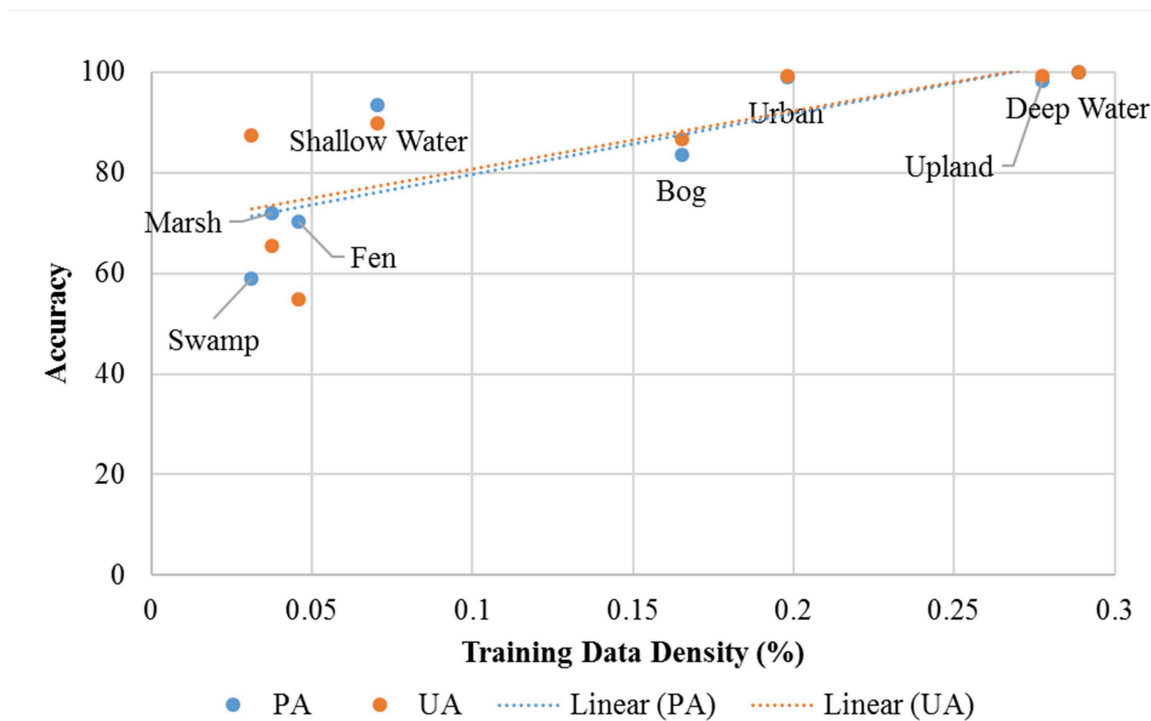 100
80
60
40
20
0
Accuracy
Shallow Water
Marsh
Fen
Swamp
Bog
Urban
Upland
Deep Water
0 0.05 0.1 0.15 0.2 0.25 0.3
Training Data Density (%)
PA UA Linear (PA) Linear (UA)